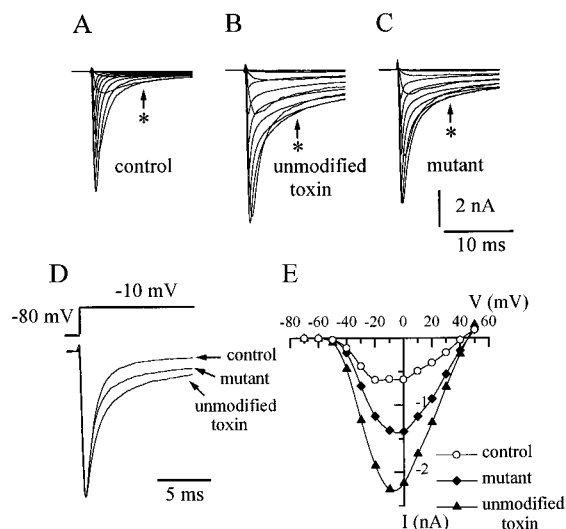 A
B
C
*
*
*
control
unmodified
toxin
mutant
2 nA
10 ms
D
-10 mV
-80 mV
control
mutant
unmodified
toxin
5 ms
E
V (mV)
-80 -60 -40 -20 0 20 40 60
-1
-2
I (nA)
control
mutant
unmodified
toxin